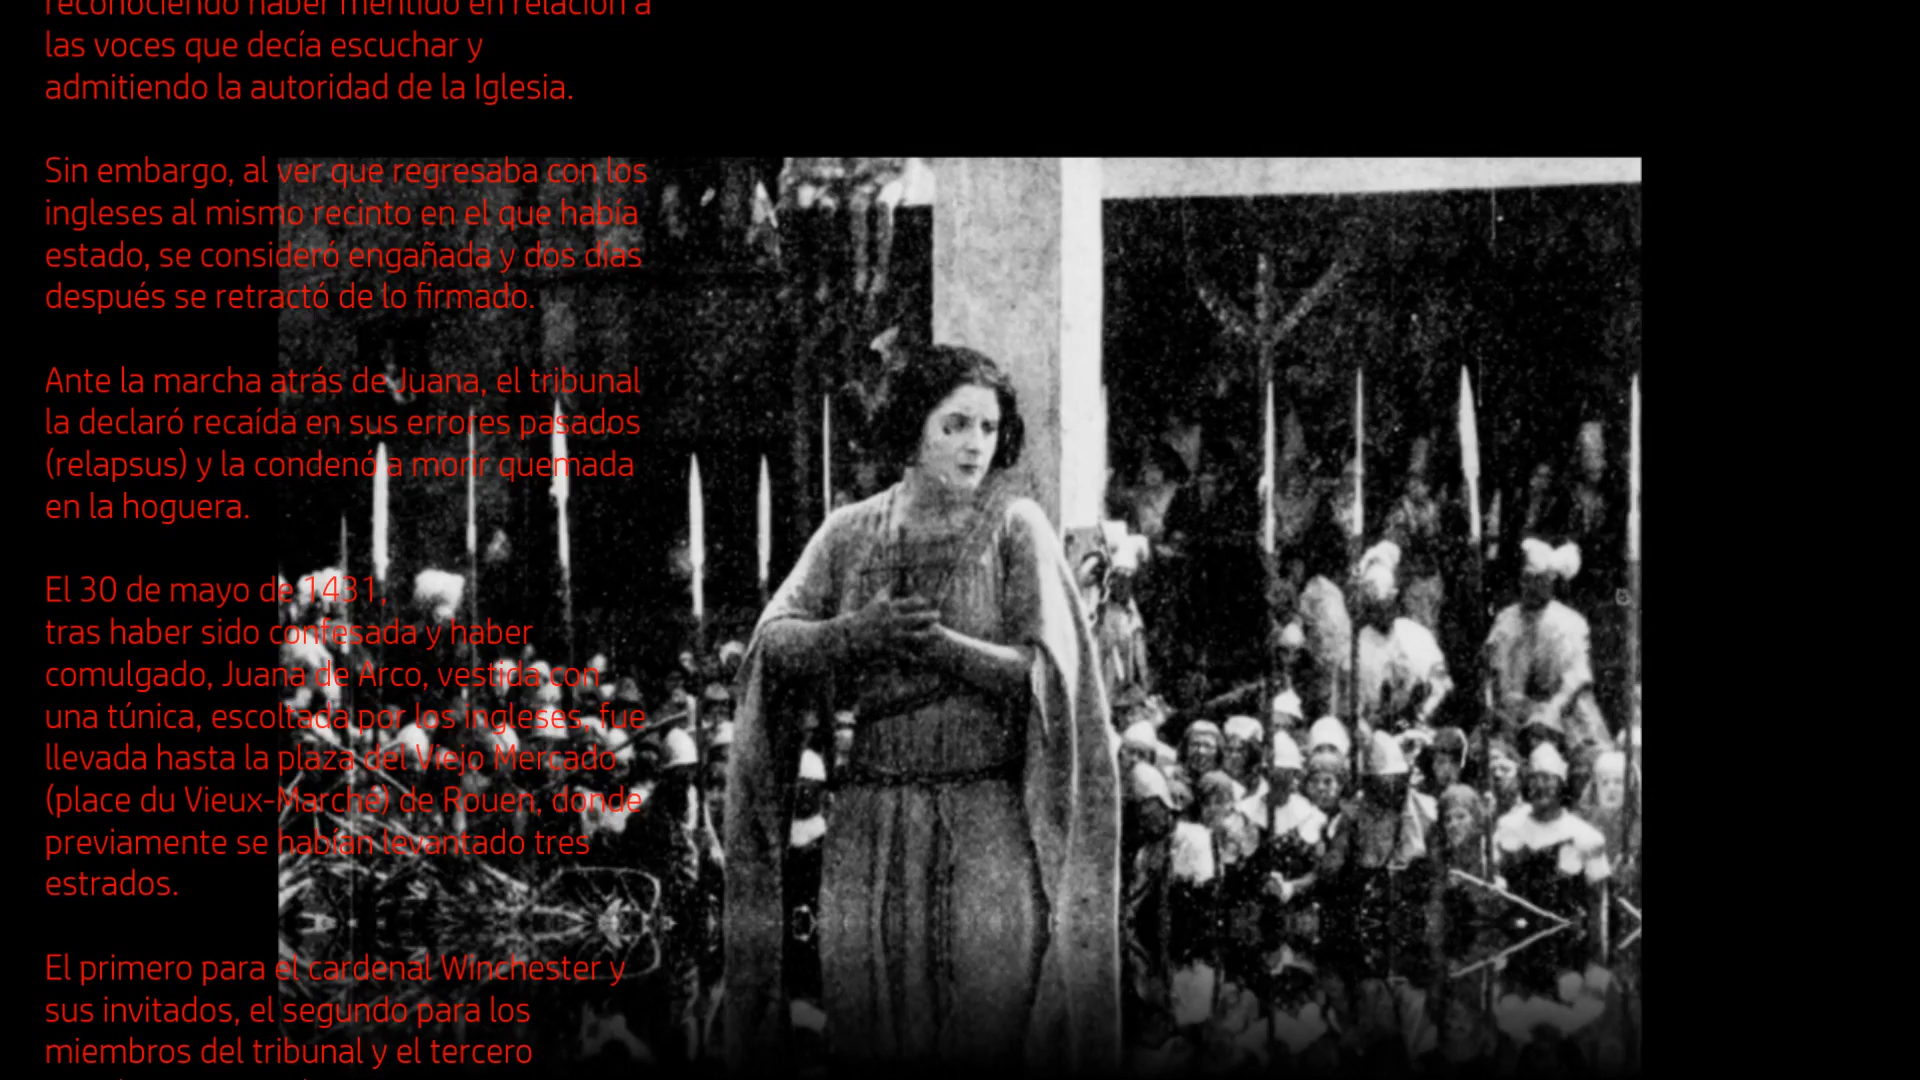 reconociendo haber mentido en relación a
las voces que decía escuchar y
admitiendo la autoridad de la Iglesia.
Sin embargo, al ver que regresaba con los
ingleses al mismo recinto en el que había
estado, se consideró engañada y dos días
después se retractó de lo firmado.
Ante la marcha atrás de Juana, el tribunal
la declaró recaída en sus errores pasados
(relapsus) y la condenó a morir quemada
en la hoguera.
El 30 de mayo de 1431,
tras haber sido confesada y haber
comulgado, Juana de Arco, vestida con
una túnica, escoltada por los ingleses, fue
llevada hasta la plaza del Viejo Mercado
(place du Vieux-Marché) de Rouen, donde
previamente se habían levantado tres
estrados.
El primero para el cardenal Winchester y
sus invitados, el segundo para los
miembros del tribunal y el tercero